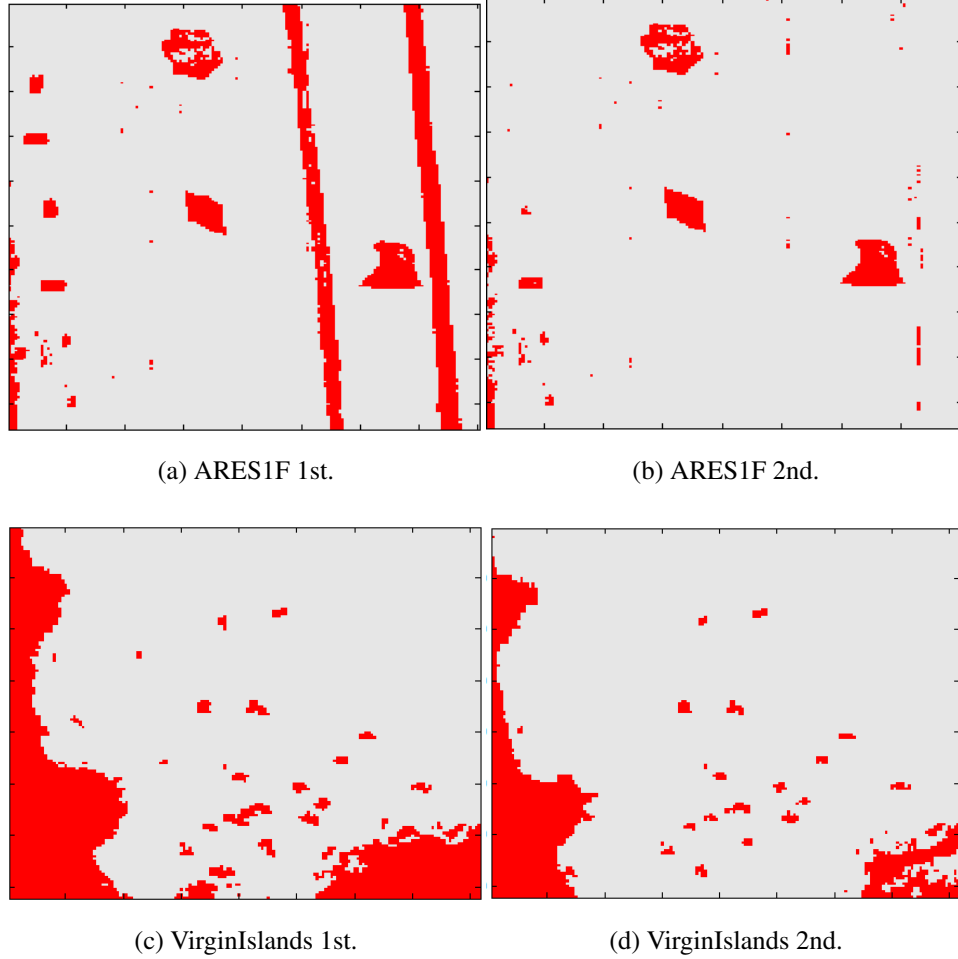 (a) ARES1F 1st.
(b) ARES1F 2nd.
(c) VirginIslands 1st.
(d) VirginIslands 2nd.